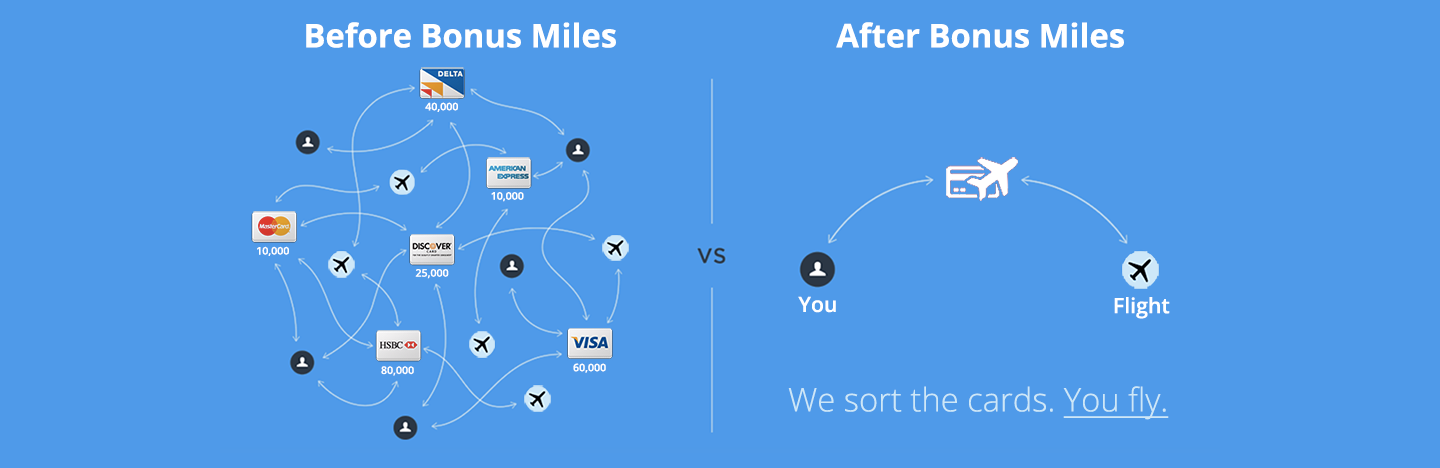 Before Bonus Miles
DELTA
40,000
AMERICAN
EXPRESS
10,000
MasterCard
10,000
DISCOVER
25,000
HSBC
80,000
VISA
60,000
vs
After Bonus Miles
You
Flight
We sort the cards. You fly.